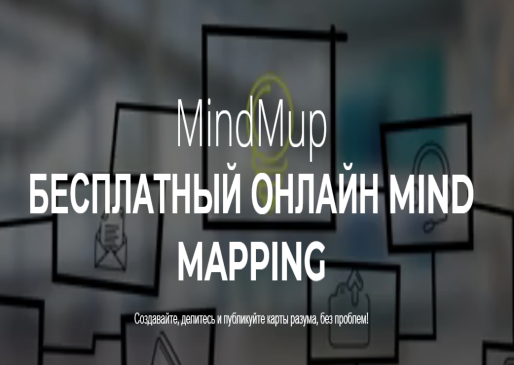 MindMup
БЕСПЛАТНЫЙ ОНЛАЙН MIND
MAPPING
Создавайте, делитесь и публикуйте карты разума, без проблем!